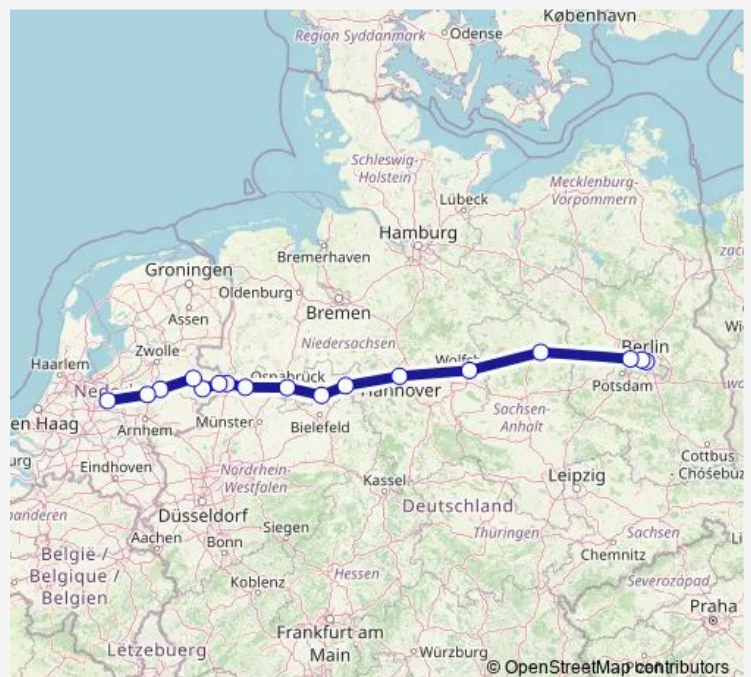 København
Region Syddanmark
Odense
Schleswig-
Holstein
Mecklenburg-
Vorpommern
Lübeck
Hamburg
Bremerhaven
Groningen
Oldenburg
Assen
Bremen
Niedersachsen
Zwolle
Haarlem
Berlin
Potsdam
Osnabrück
Hannover
en Haag
Arnhem
Münster
Bielefeld
Sachsen-
Anhalt
Eindhoven
Cottbus
- Chóśebuz
Nordrhein-
Westfalen
Kassel
Leipzig
Deutschland
Düsseldorf
Siegen
Aachen
Bonn
Thüringen
Sachsen
Chemnitz
België /
Belgique /
Belgien
Hessen
Koblenz
Severozápad
Praha
Frankfurt am
Main
Lëtzebuerg
Würzburg
© OpenStreetMap contributors